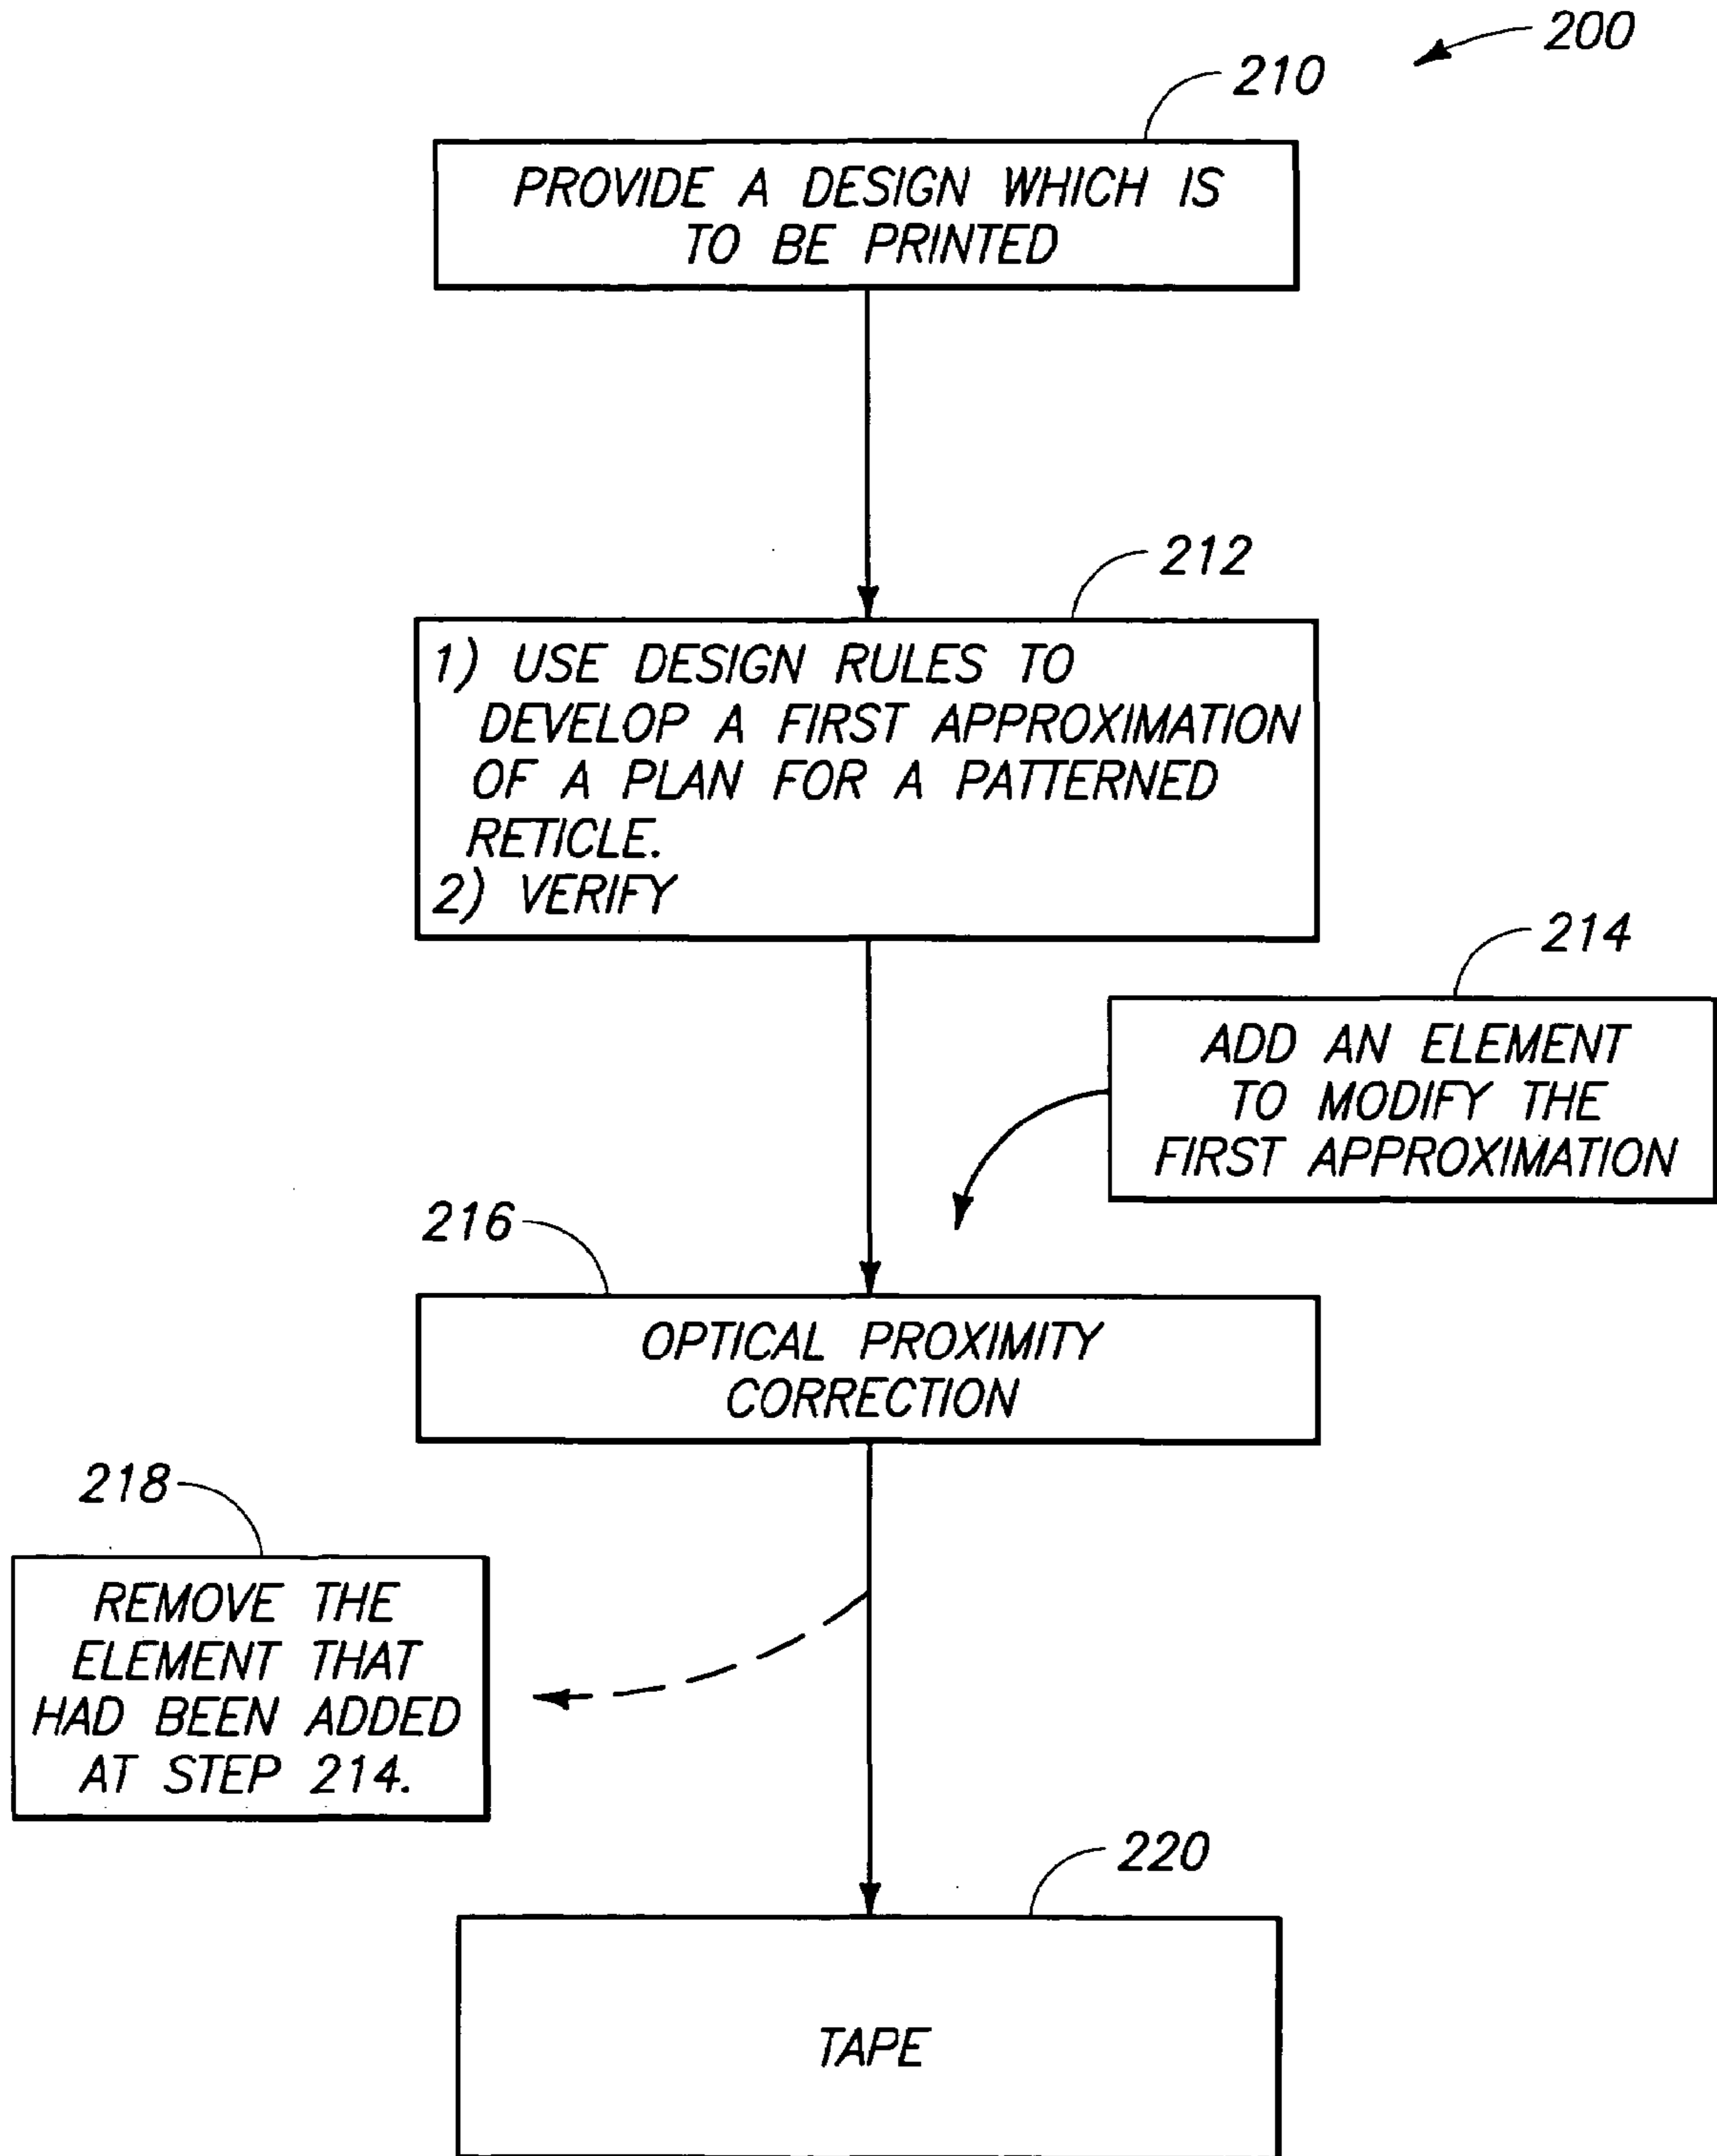 200
210
PROVIDE A DESIGN WHICH IS
TO BE PRINTED
212
1) USE DESIGN RULES TO
DEVELOP A FIRST APPROXIMATION
OF A PLAN FOR A PATTERNED
RETICLE.
2) VERIFY
214
ADD AN ELEMENT
TO MODIFY THE
FIRST APPROXIMATION
216
OPTICAL PROXIMITY
CORRECTION
218
REMOVE THE
ELEMENT THAT
HAD BEEN ADDED
AT STEP 214.
220
TAPE